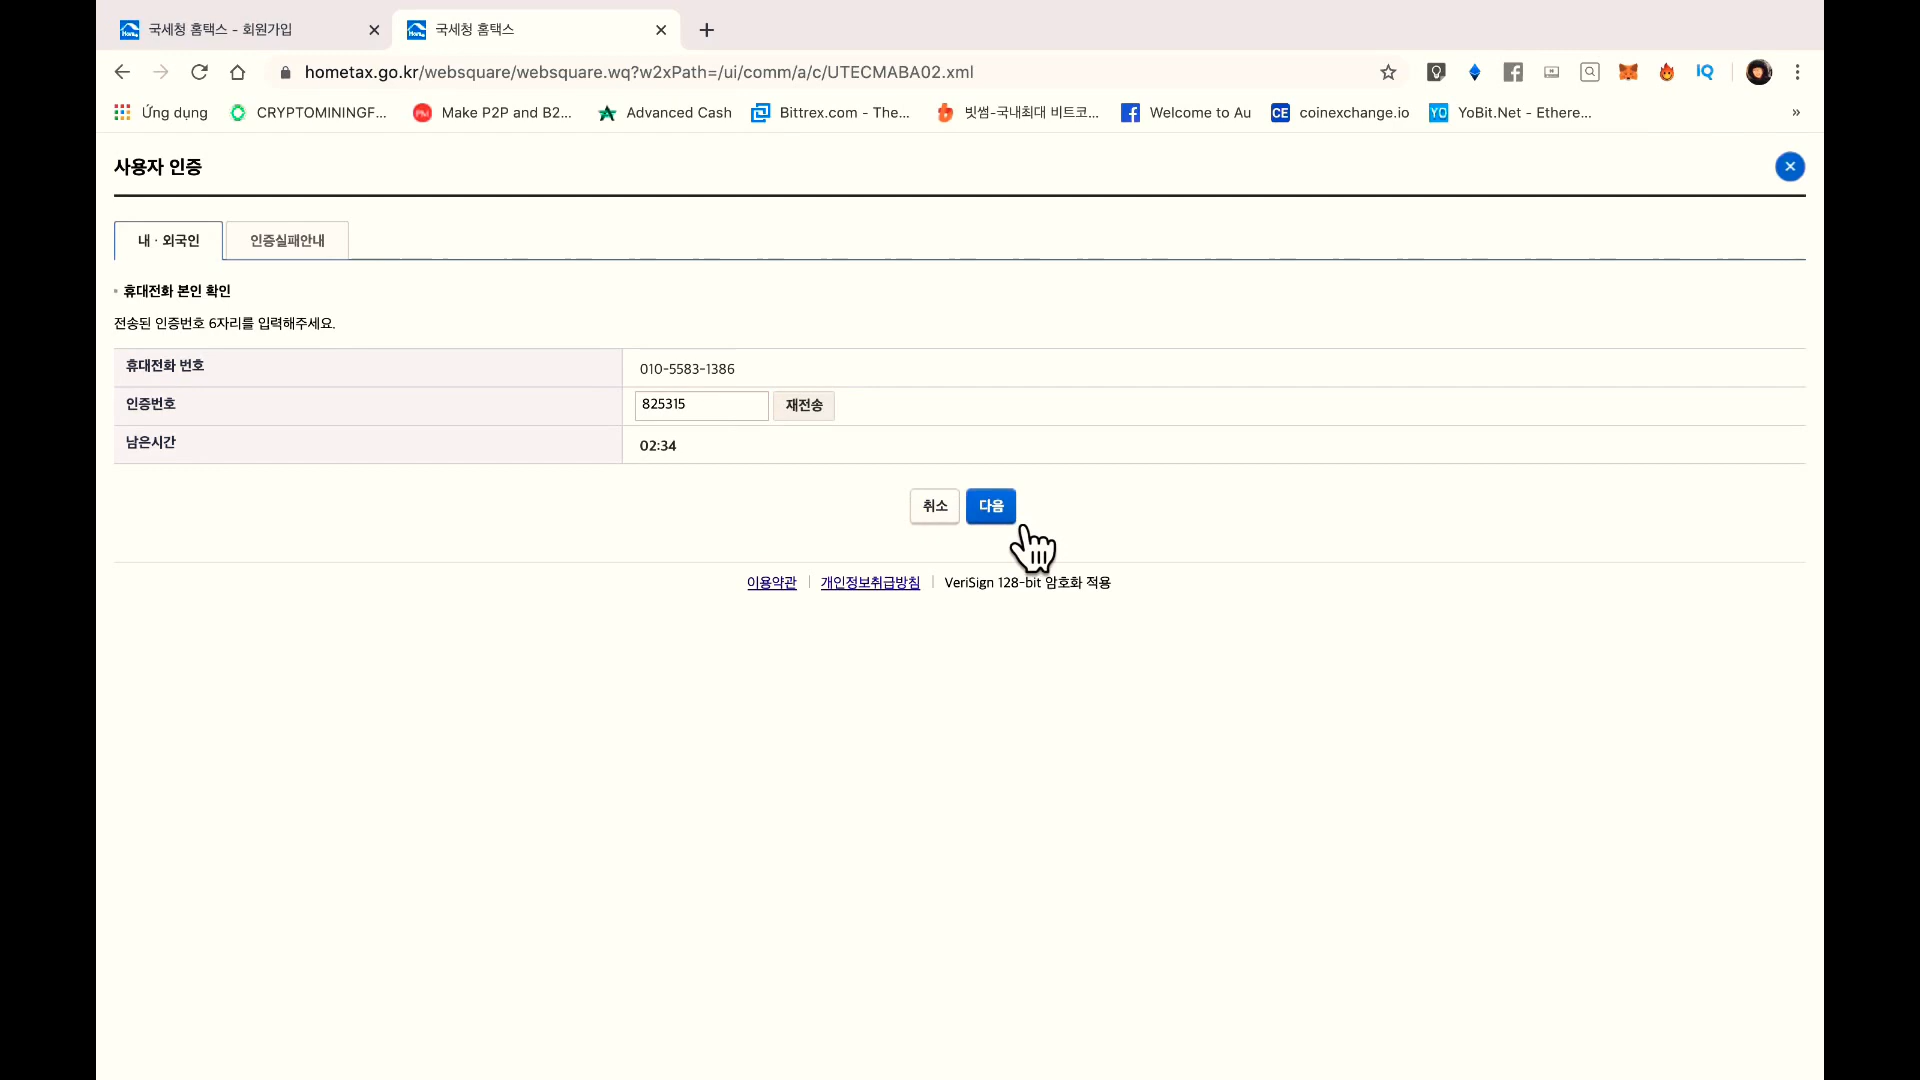 국세청 홈택스 - 회원가입
국세청 홈택스
hometax.go.kr/websquare/websquare.wq?w2xPath=/ui/comm/a/c/UTECMABA02.xml
IQ
Ứng dụng
CRYPTOMININGF...
PM
Make P2P and B2...
Advanced Cash
Bittrex.com - The...
빗썸-국내최대 비트코...
Welcome to Au
CE
coinexchange.io
YO
YoBit.Net - Ethere...
»
사용자 인증
내 · 외국인
인증실패안내
휴대전화 본인 확인
전송된 인증번호 6자리를 입력해주세요.
휴대전화 번호
010-5583-1386
인증번호
825315
재전송
남은시간
02:34
취소
다음
이용약관
개인정보취급방침
VeriSign 128-bit 암호화 적용